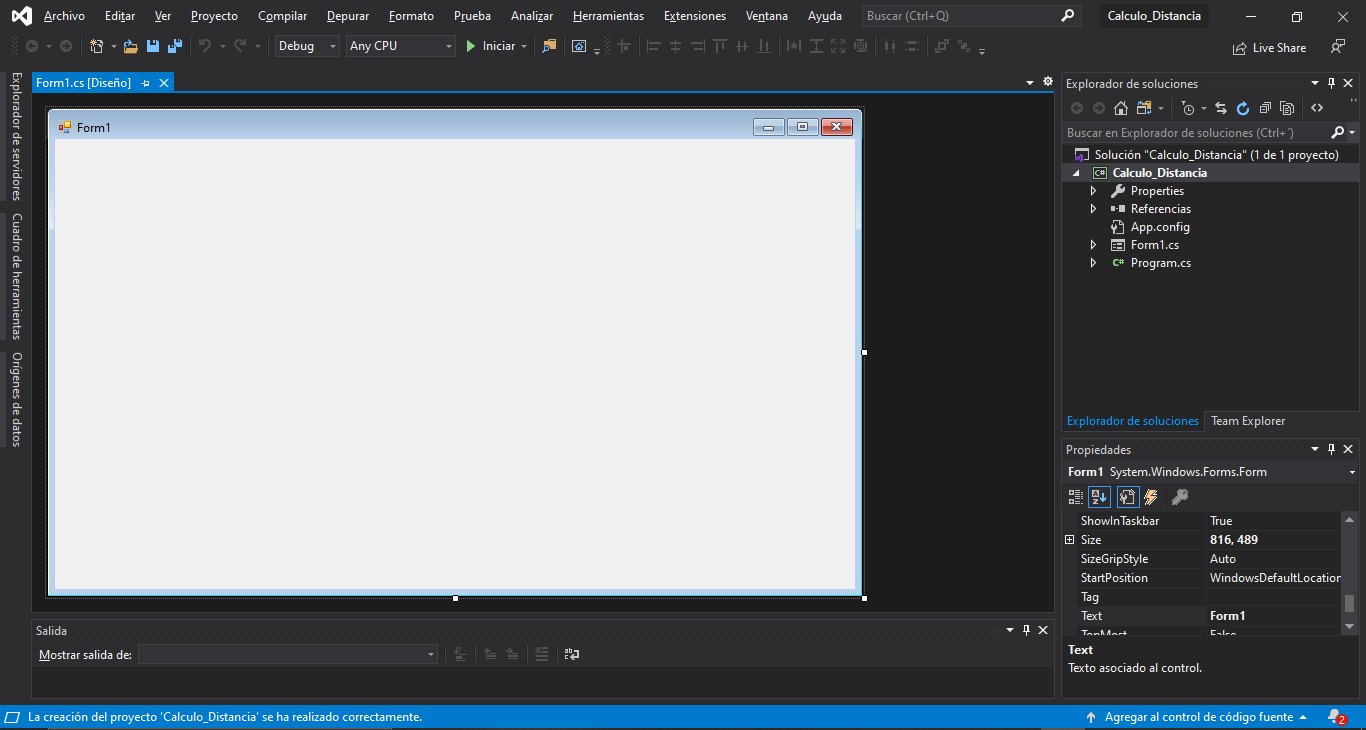 Archivo Editar Ver Proyecto Compilar Depurar Formato Prueba Analizar Herramientas Extensiones Ventana Ayuda Buscar (Ctrl+Q) Calculo_Distancia
Debug Any CPU Iniciar Live Share
Explorador de servidores
Cuadro de herramientas
Orígenes de datos
Form1.cs [Diseño]
Form1
Salida
Mostrar salida de:
Explorador de soluciones
Buscar en Explorador de soluciones (Ctrl+´)
Solución "Calculo_Distancia" (1 de 1 proyecto)
C# Calculo_Distancia
Properties
Referencias
App.config
Form1.cs
C# Program.cs
Explorador de soluciones Team Explorer
Propiedades
Form1 System.Windows.Forms.Form
ShowInTaskbar True
Size 816, 489
SizeGripStyle Auto
StartPosition WindowsDefaultLocation
Tag
Text Form1
TopMost False
Text
Texto asociado al control.
La creación del proyecto 'Calculo_Distancia' se ha realizado correctamente. Agregar al control de código fuente 2